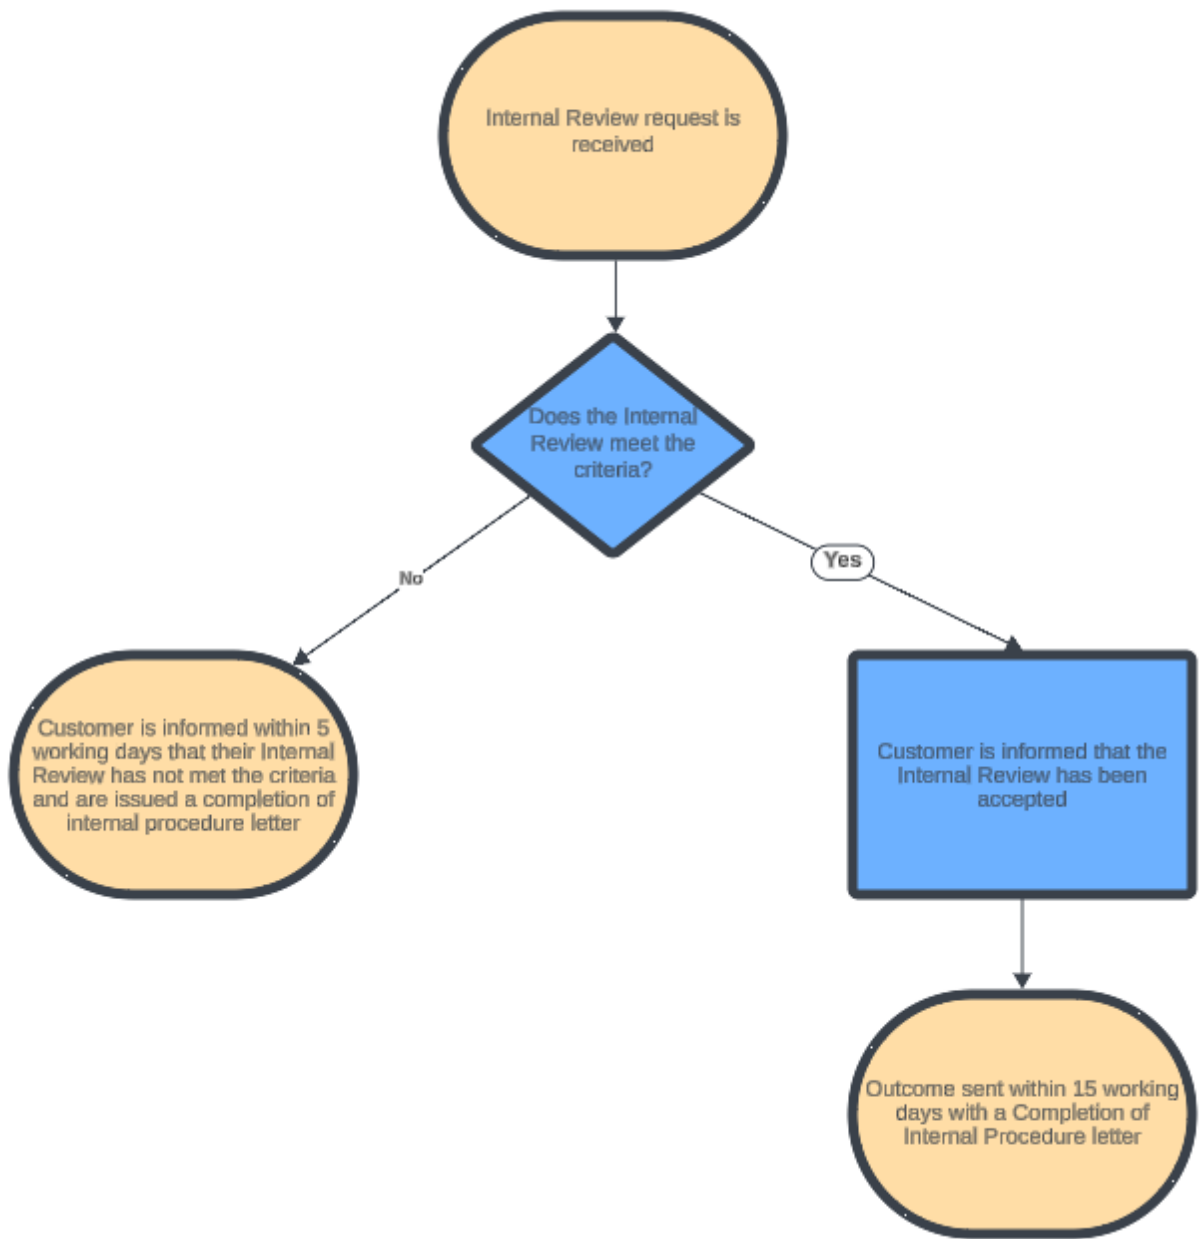 Internal Review request is
received
Does the Internal
Review meet the
criteria?
No
Yes
Customer is informed within 5
working days that their Internal
Review has not met the criteria
and are issued a completion of
internal procedure letter
Customer is informed that the
Internal Review has been
accepted
Outcome sent within 15 working
days with a Completion of
Internal Procedure letter